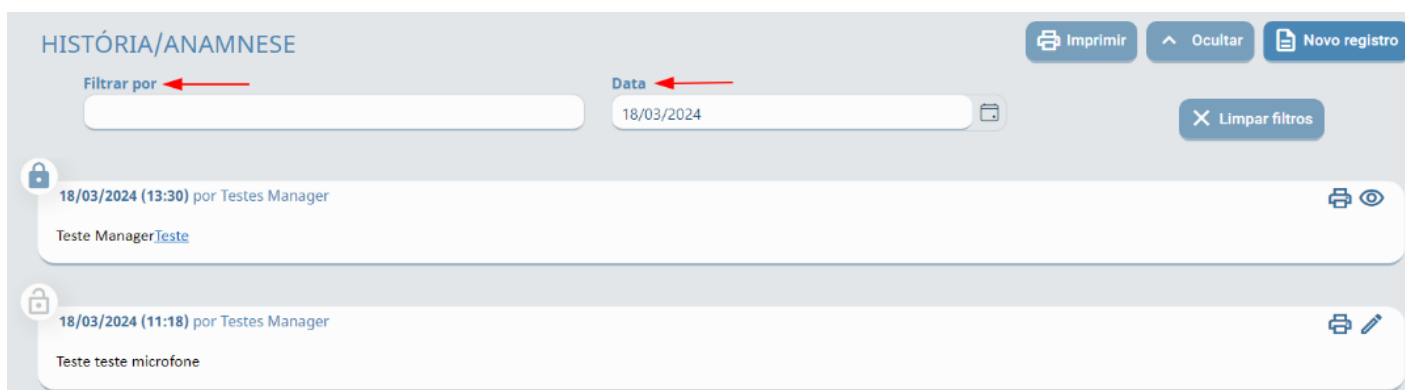 HISTÓRIA/ANAMNESE
Imprimir
Ocultar
Novo registro
Filtrar por
Data
18/03/2024
Limpar filtros
18/03/2024 (13:30) por Testes Manager
Teste ManagerTeste
18/03/2024 (11:18) por Testes Manager
Teste teste microfone